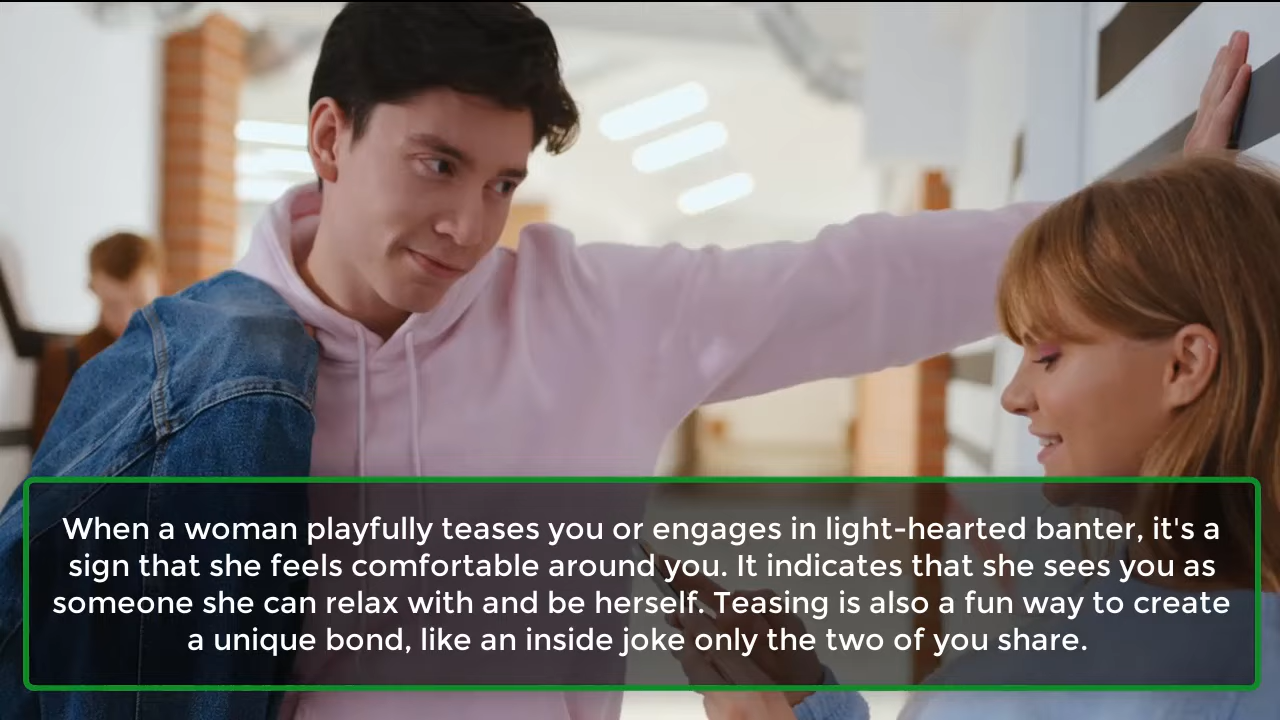 When a woman playfully teases you or engages in light-hearted banter, it's a
sign that she feels comfortable around you. It indicates that she sees you as
someone she can relax with and be herself. Teasing is also a fun way to create
a unique bond, like an inside joke only the two of you share.